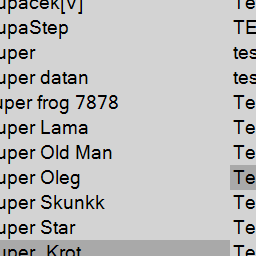 upacek[v] Te
upaStep TE
uper tes
uper datan tes
uper frog 7878 Te
uper Lama Te
uper Old Man Te
uper Oleg Te
uper Skunkk Te
uper Star Te
uper_Krot Te